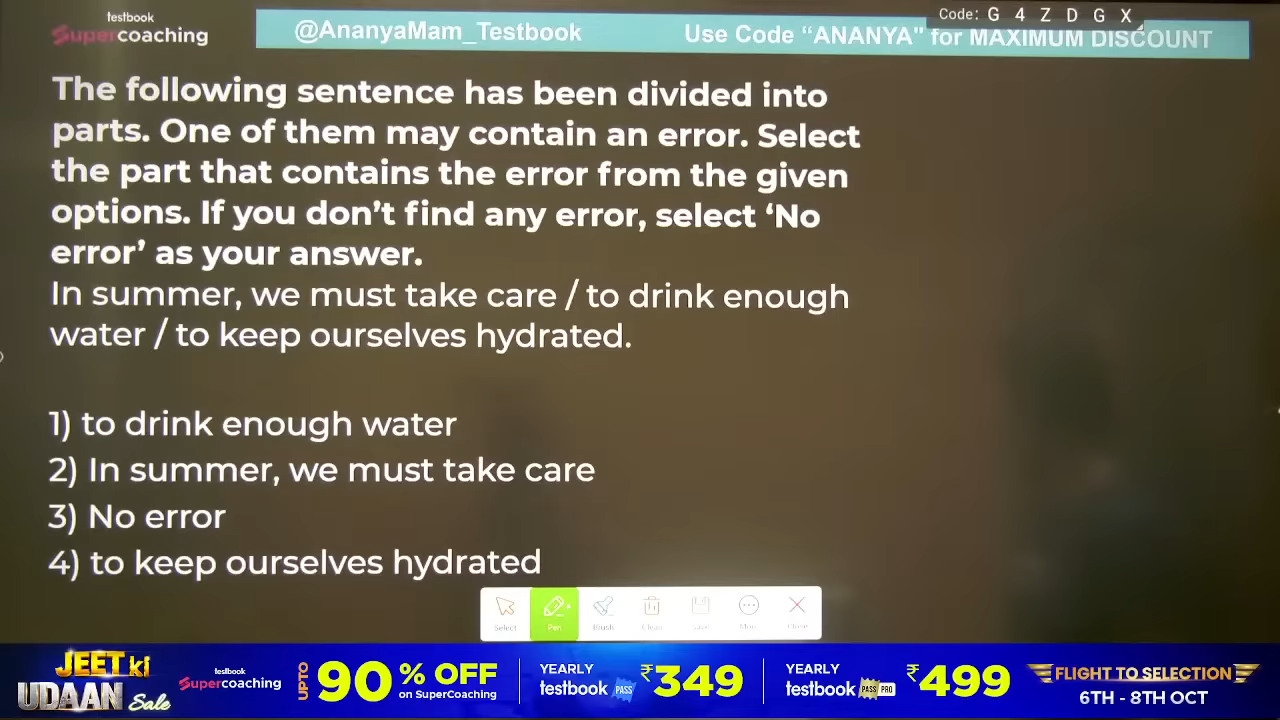 testbook
Supercoaching
@AnanyaMam_Testbook
Use Code “ANANYA" for MAXIMUM DISCOUNT
Code: G 4 Z D G X
The following sentence has been divided into
parts. One of them may contain an error. Select
the part that contains the error from the given
options. If you don’t find any error, select ‘No
error’ as your answer.
In summer, we must take care / to drink enough
water / to keep ourselves hydrated.
1) to drink enough water
2) In summer, we must take care
3) No error
4) to keep ourselves hydrated
Select
Pen
Brush
Clean
Save
More
Close
JEET ki
UDAAN Sale
testbook
Supercoaching
UPTO 90% OFF
on SuperCoaching
YEARLY
testbook PASS
₹349
YEARLY
testbook PASS PRO
₹499
FLIGHT TO SELECTION
6TH - 8TH OCT